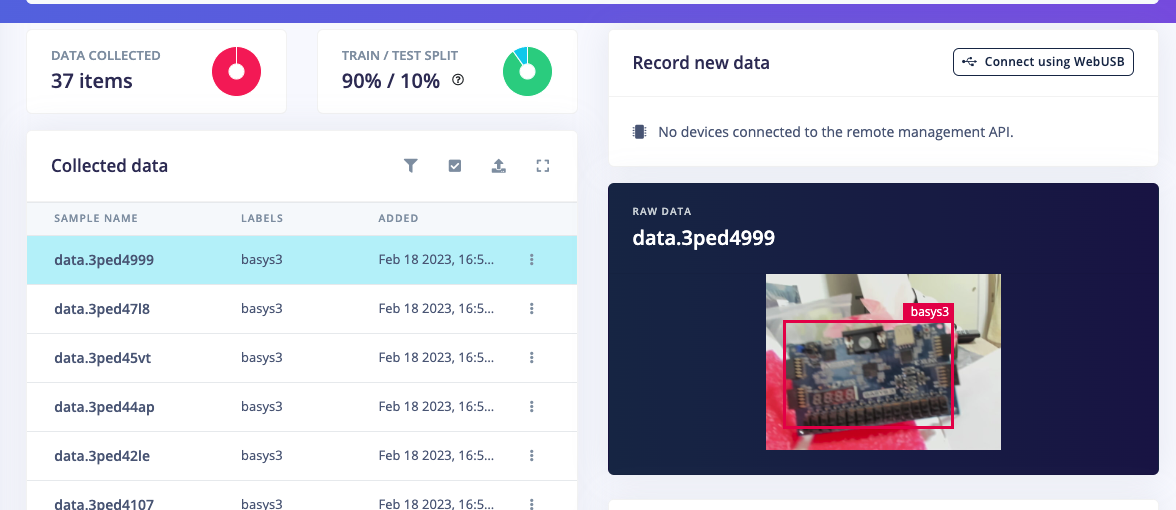 DATA COLLECTED
37 items
TRAIN / TEST SPLIT
90% / 10%
Record new data
Connect using WebUSB
No devices connected to the remote management API.
Collected data
SAMPLE NAME LABELS ADDED
data.3ped4999 basys3 Feb 18 2023, 16:5...
data.3ped47l8 basys3 Feb 18 2023, 16:5...
data.3ped45vt basys3 Feb 18 2023, 16:5...
data.3ped44ap basys3 Feb 18 2023, 16:5...
data.3ped42le basys3 Feb 18 2023, 16:5...
data.3ped4107 basys3 Feb 18 2023, 16:5...
RAW DATA
data.3ped4999
basys3